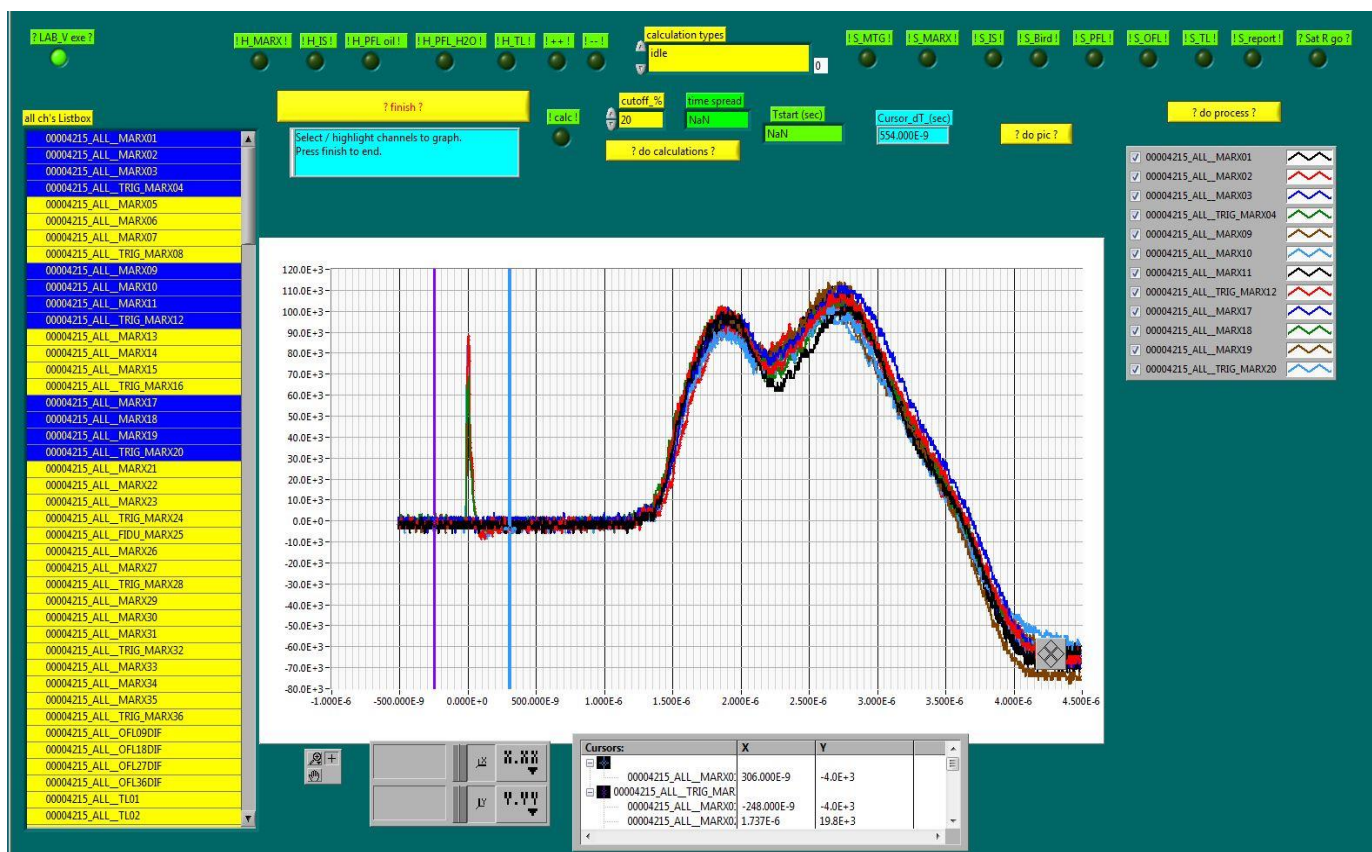 ? LAB_V exe ?
! H_MARX !
! H_IS !
! H_PFL oil !
! H_PFL_H2O !
! H_TL !
! ++ !
! -- !
calculation types
idle
0
! S_MTG !
! S_MARX !
! S_IS !
! S_Bird !
! S_PFL !
! S_OFL !
! S_TL !
! S_report !
? Sat R go ?
? finish ?
Select / highlight channels to graph.
Press finish to end.
! calc !
cutoff_%
20
time spread
NaN
Tstart (sec)
NaN
? do calculations ?
Cursor_dT_(sec)
554.000E-9
? do pic ?
? do process ?
all ch's Listbox
00004215_ALL__MARX01
00004215_ALL__MARX02
00004215_ALL__MARX03
00004215_ALL__TRIG_MARX04
00004215_ALL__MARX05
00004215_ALL__MARX06
00004215_ALL__MARX07
00004215_ALL__TRIG_MARX08
00004215_ALL__MARX09
00004215_ALL__MARX10
00004215_ALL__MARX11
00004215_ALL__TRIG_MARX12
00004215_ALL__MARX13
00004215_ALL__MARX14
00004215_ALL__MARX15
00004215_ALL__TRIG_MARX16
00004215_ALL__MARX17
00004215_ALL__MARX18
00004215_ALL__MARX19
00004215_ALL__TRIG_MARX20
00004215_ALL__MARX21
00004215_ALL__MARX22
00004215_ALL__MARX23
00004215_ALL__TRIG_MARX24
00004215_ALL__FIDU_MARX25
00004215_ALL__MARX26
00004215_ALL__MARX27
00004215_ALL__TRIG_MARX28
00004215_ALL__MARX29
00004215_ALL__MARX30
00004215_ALL__MARX31
00004215_ALL__TRIG_MARX32
00004215_ALL__MARX33
00004215_ALL__MARX34
00004215_ALL__MARX35
00004215_ALL__TRIG_MARX36
00004215_ALL__OFL09DIF
00004215_ALL__OFL18DIF
00004215_ALL__OFL27DIF
00004215_ALL__OFL36DIF
00004215_ALL__TL01
00004215_ALL__TL02
120.0E+3
110.0E+3
100.0E+3
90.0E+3
80.0E+3
70.0E+3
60.0E+3
50.0E+3
40.0E+3
30.0E+3
20.0E+3
10.0E+3
0.0E+0
-10.0E+3
-20.0E+3
-30.0E+3
-40.0E+3
-50.0E+3
-60.0E+3
-70.0E+3
-80.0E+3
-1.000E-6
-500.000E-9
0.000E+0
500.000E-9
1.000E-6
1.500E-6
2.000E-6
2.500E-6
3.000E-6
3.500E-6
4.000E-6
4.500E-6
00004215_ALL__MARX01
00004215_ALL__MARX02
00004215_ALL__MARX03
00004215_ALL__TRIG_MARX04
00004215_ALL__MARX09
00004215_ALL__MARX10
00004215_ALL__MARX11
00004215_ALL__TRIG_MARX12
00004215_ALL__MARX17
00004215_ALL__MARX18
00004215_ALL__MARX19
00004215_ALL__TRIG_MARX20
X.XX
Y.YY
Cursors: X Y
00004215_ALL__MARX0 306.000E-9 -4.0E+3
00004215_ALL__TRIG_MAR
00004215_ALL__MARX0 -248.000E-9 -4.0E+3
00004215_ALL__MARX0 1.737E-6 19.8E+3